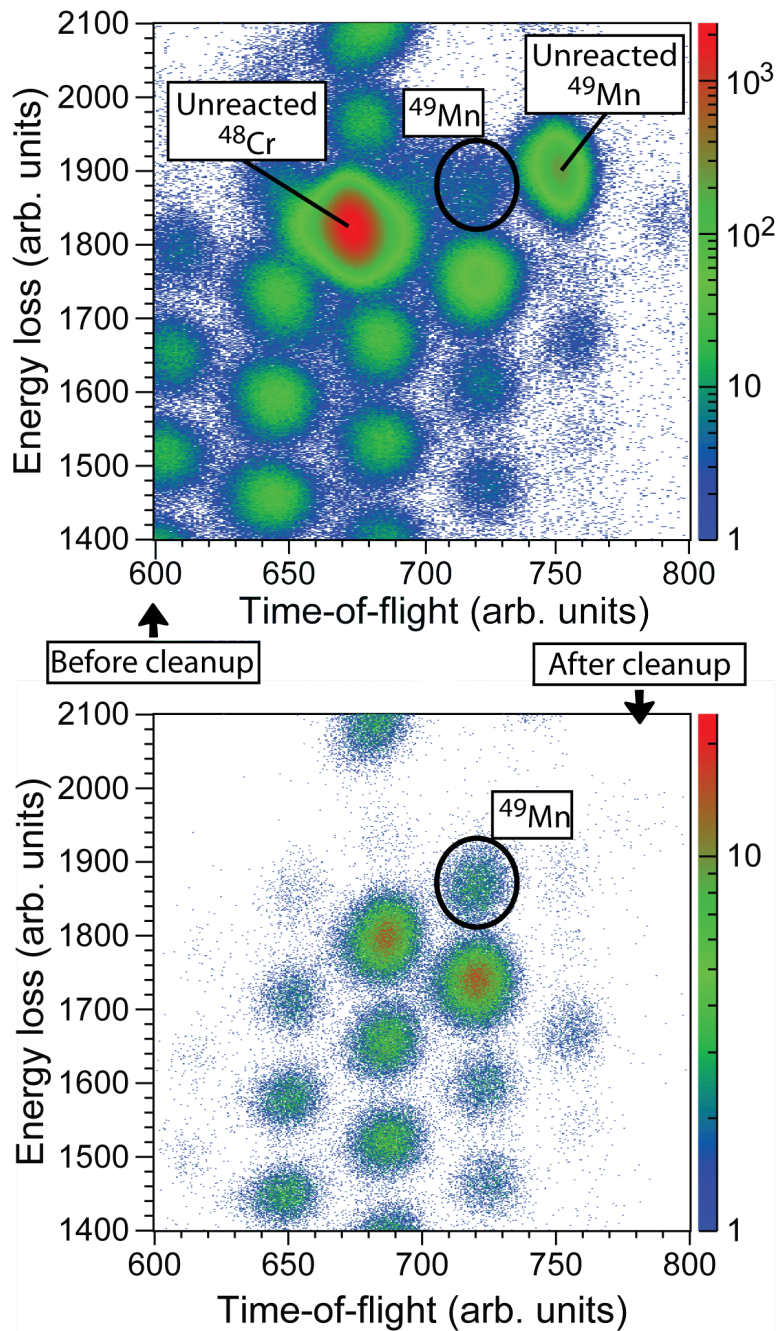 2100
2000
1900
1800
1700
1600
1500
1400
Energy loss (arb. units)
Unreacted
⁴⁸Cr
⁴⁹Mn
Unreacted
⁴⁹Mn
10³
10²
10
1
600 650 700 750 800
Time-of-flight (arb. units)
Before cleanup
After cleanup
2100
2000
1900
1800
1700
1600
1500
1400
Energy loss (arb. units)
⁴⁹Mn
10
1
600 650 700 750 800
Time-of-flight (arb. units)